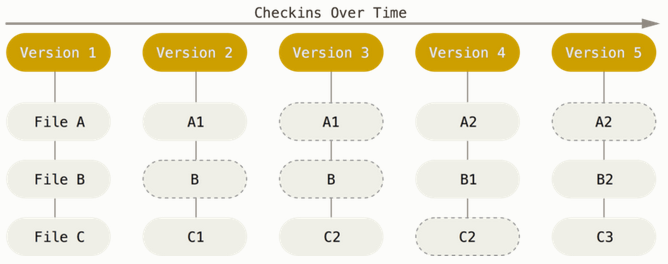 Checkins Over Time
Version 1 Version 2 Version 3 Version 4 Version 5
File A A1 A1 A2 A2
File B B B B1 B2
File C C1 C2 C2 C3